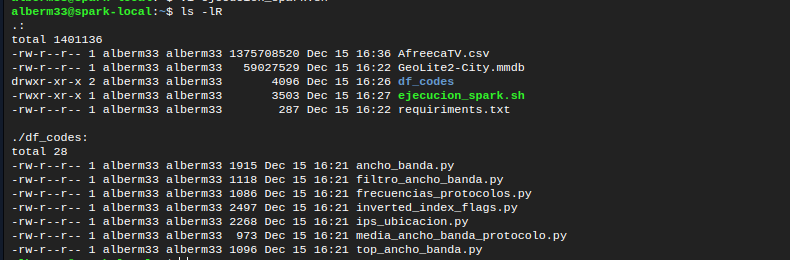 alberm33@spark-local:~$ ls -lR
.:
total 1401136
-rw-r--r-- 1 alberm33 alberm33 1375708520 Dec 15 16:36 AfreecaTV.csv
-rw-r--r-- 1 alberm33 alberm33   59027529 Dec 15 16:22 GeoLite2-City.mmdb
drwxr-xr-x 2 alberm33 alberm33       4096 Dec 15 16:26 df_codes
-rwxr-xr-x 1 alberm33 alberm33       3503 Dec 15 16:27 ejecucion_spark.sh
-rw-r--r-- 1 alberm33 alberm33        287 Dec 15 16:22 requiriments.txt
./df_codes:
total 28
-rw-r--r-- 1 alberm33 alberm33 1915 Dec 15 16:21 ancho_banda.py
-rw-r--r-- 1 alberm33 alberm33 1118 Dec 15 16:21 filtro_ancho_banda.py
-rw-r--r-- 1 alberm33 alberm33 1086 Dec 15 16:21 frecuencias_protocolos.py
-rw-r--r-- 1 alberm33 alberm33 2497 Dec 15 16:21 inverted_index_flags.py
-rw-r--r-- 1 alberm33 alberm33 2268 Dec 15 16:21 ips_ubicacion.py
-rw-r--r-- 1 alberm33 alberm33  973 Dec 15 16:21 media_ancho_banda_protocolo.py
-rw-r--r-- 1 alberm33 alberm33 1096 Dec 15 16:21 top_ancho_banda.py